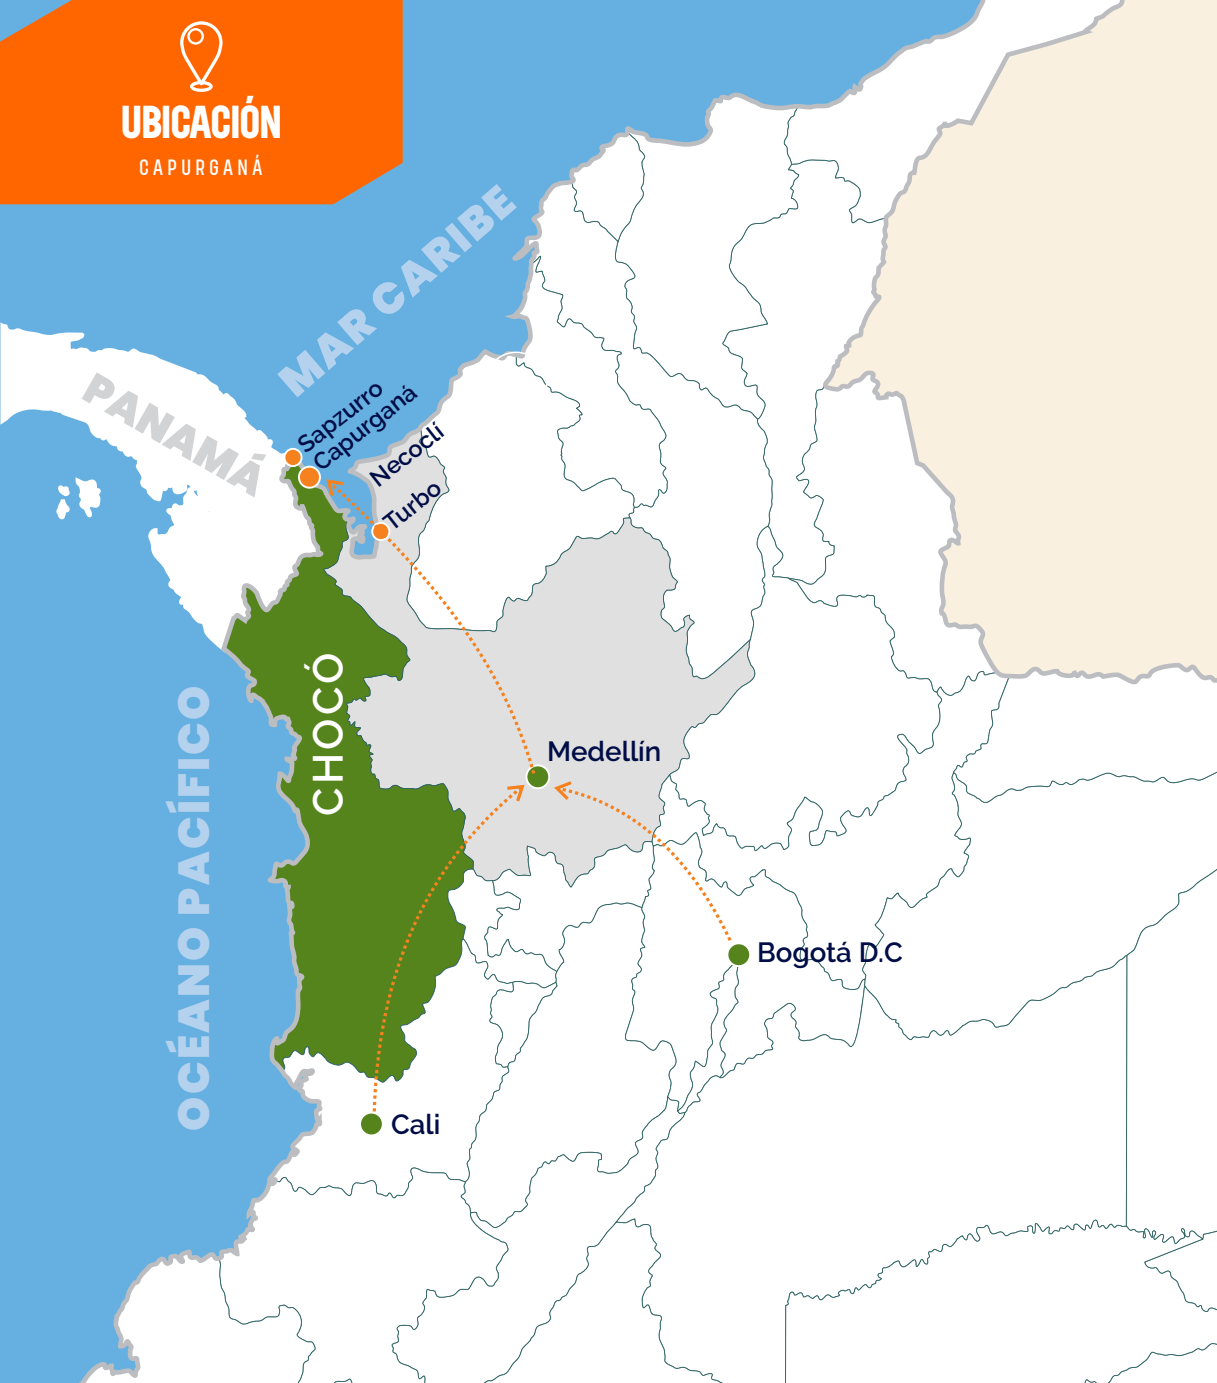 UBICACIÓN
CAPURGANÁ
MAR CARIBE
PANAMÁ
Sapzurro
Capurganá
Necoclí
Turbo
CHOCÓ
OCÉANO PACÍFICO
Medellín
Bogotá D.C
Cali